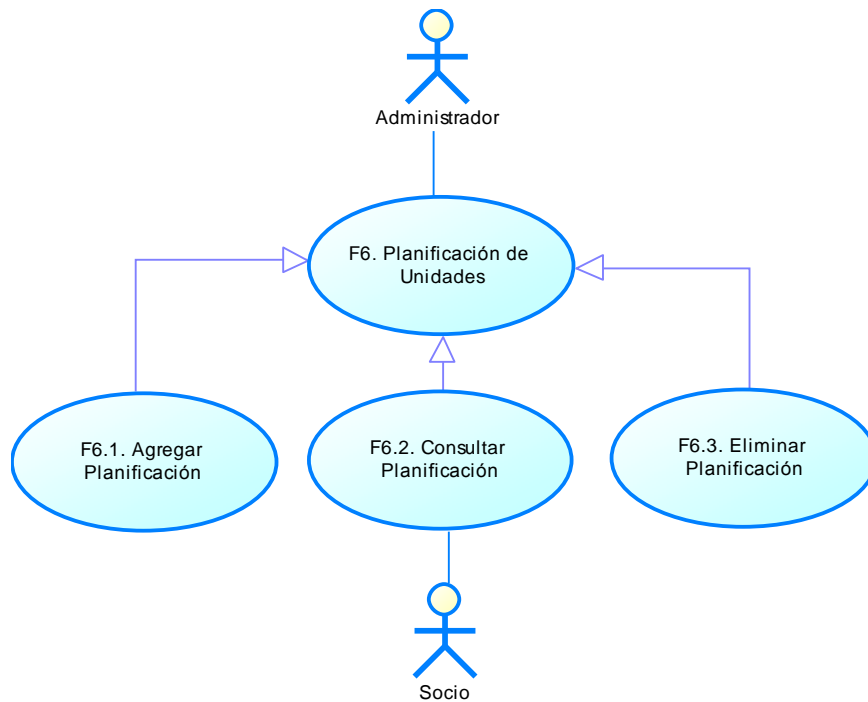 Administrador
F6. Planificación de
Unidades
F6.1. Agregar
Planificación
F6.2. Consultar
Planificación
F6.3. Eliminar
Planificación
Socio